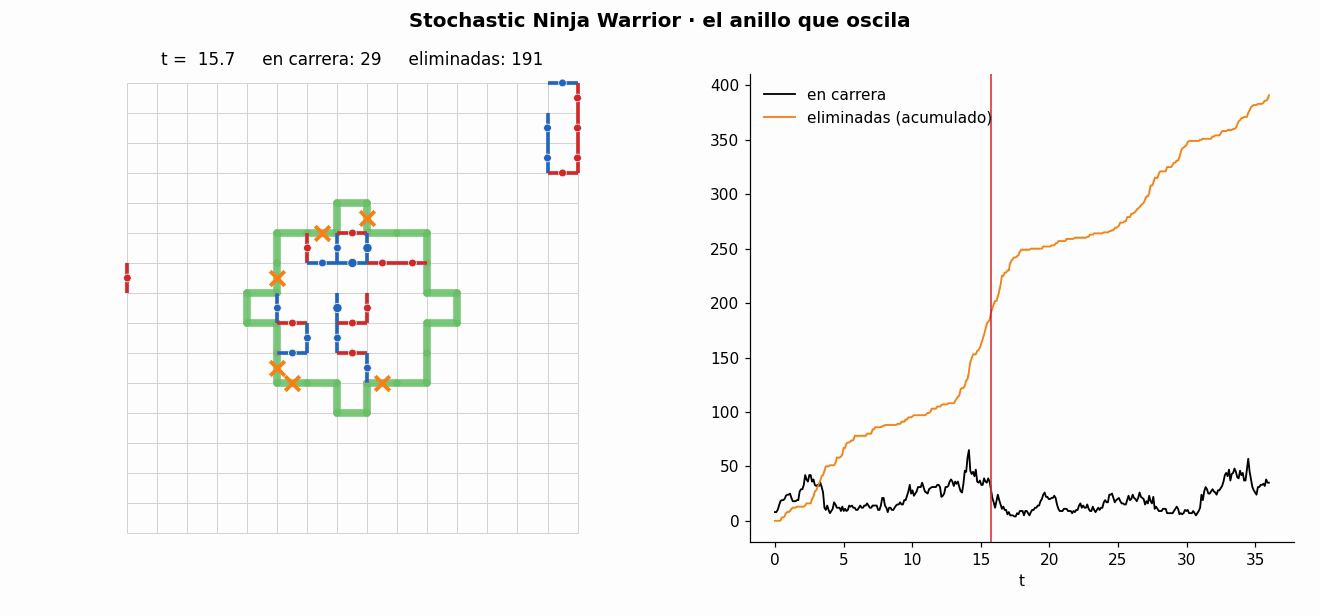 Stochastic Ninja Warrior · el anillo que oscila
t =  15.7     en carrera: 29     eliminadas: 191
en carrera
eliminadas (acumulado)
400
350
300
250
200
150
100
50
0
0 5 10 15 20 25 30 35
t